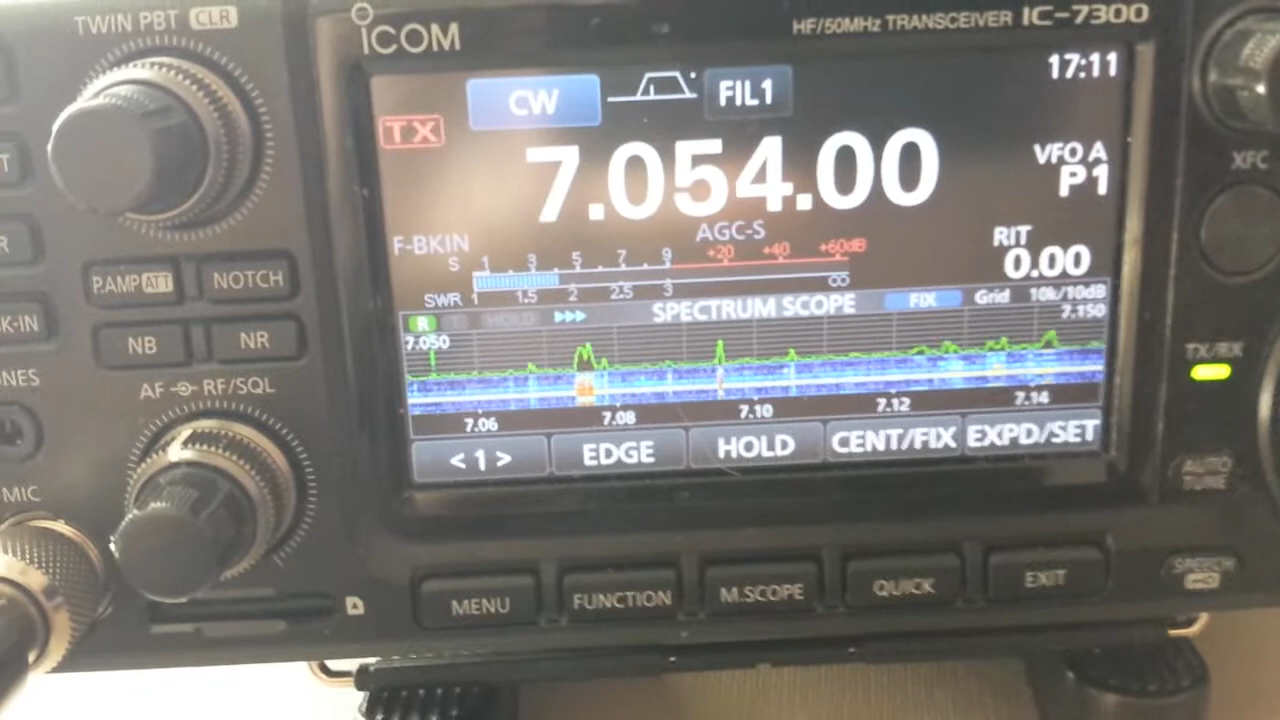 TWIN PBT CLR
ICOM
HF/50MHz TRANSCEIVER IC-7300
CW
FIL1
17:11
TX
7.054.00
VFO A
P1
XFC
F-BKIN
AGC-S
RIT
0.00
S 1 3 5 7 9 +20 +40 +60dB
SWR 1 1.5 2 2.5 3 ∞
P.AMP ATT
NOTCH
R T HOLD
SPECTRUM SCOPE
FIX
Grid
10k/10dB
7.050
7.150
K-IN
NB
NR
TX/RX
NES
AF RF/SQL
7.06 7.08 7.10 7.12 7.14
<1>
EDGE
HOLD
CENT/FIX
EXPD/SET
AUTO
TUNE
MIC
SPEECH
MENU
FUNCTION
M.SCOPE
QUICK
EXIT